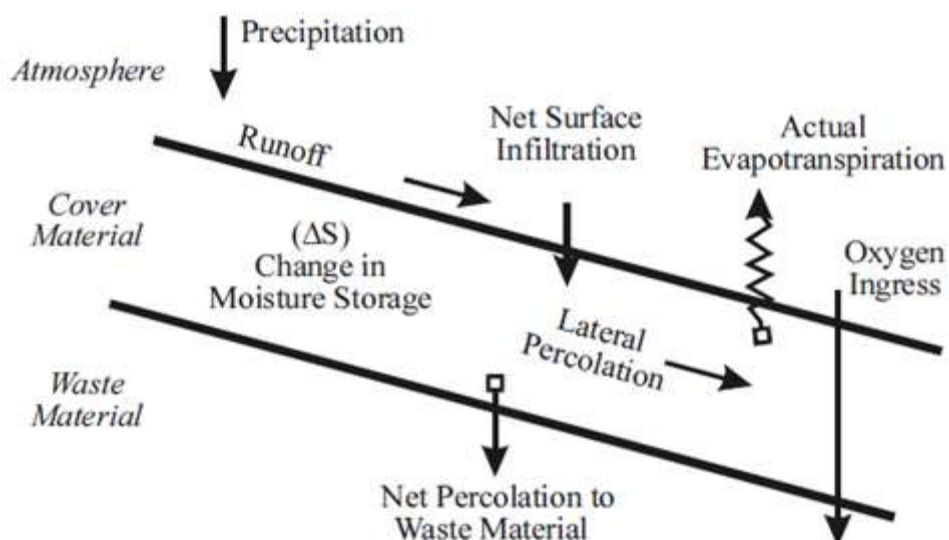 Precipitation
Atmosphere
Runoff
Net Surface
Infiltration
Actual
Evapotranspiration
Cover
Material
(ΔS)
Change in
Moisture Storage
Oxygen
Ingress
Lateral
Percolation
Waste
Material
Net Percolation to
Waste Material